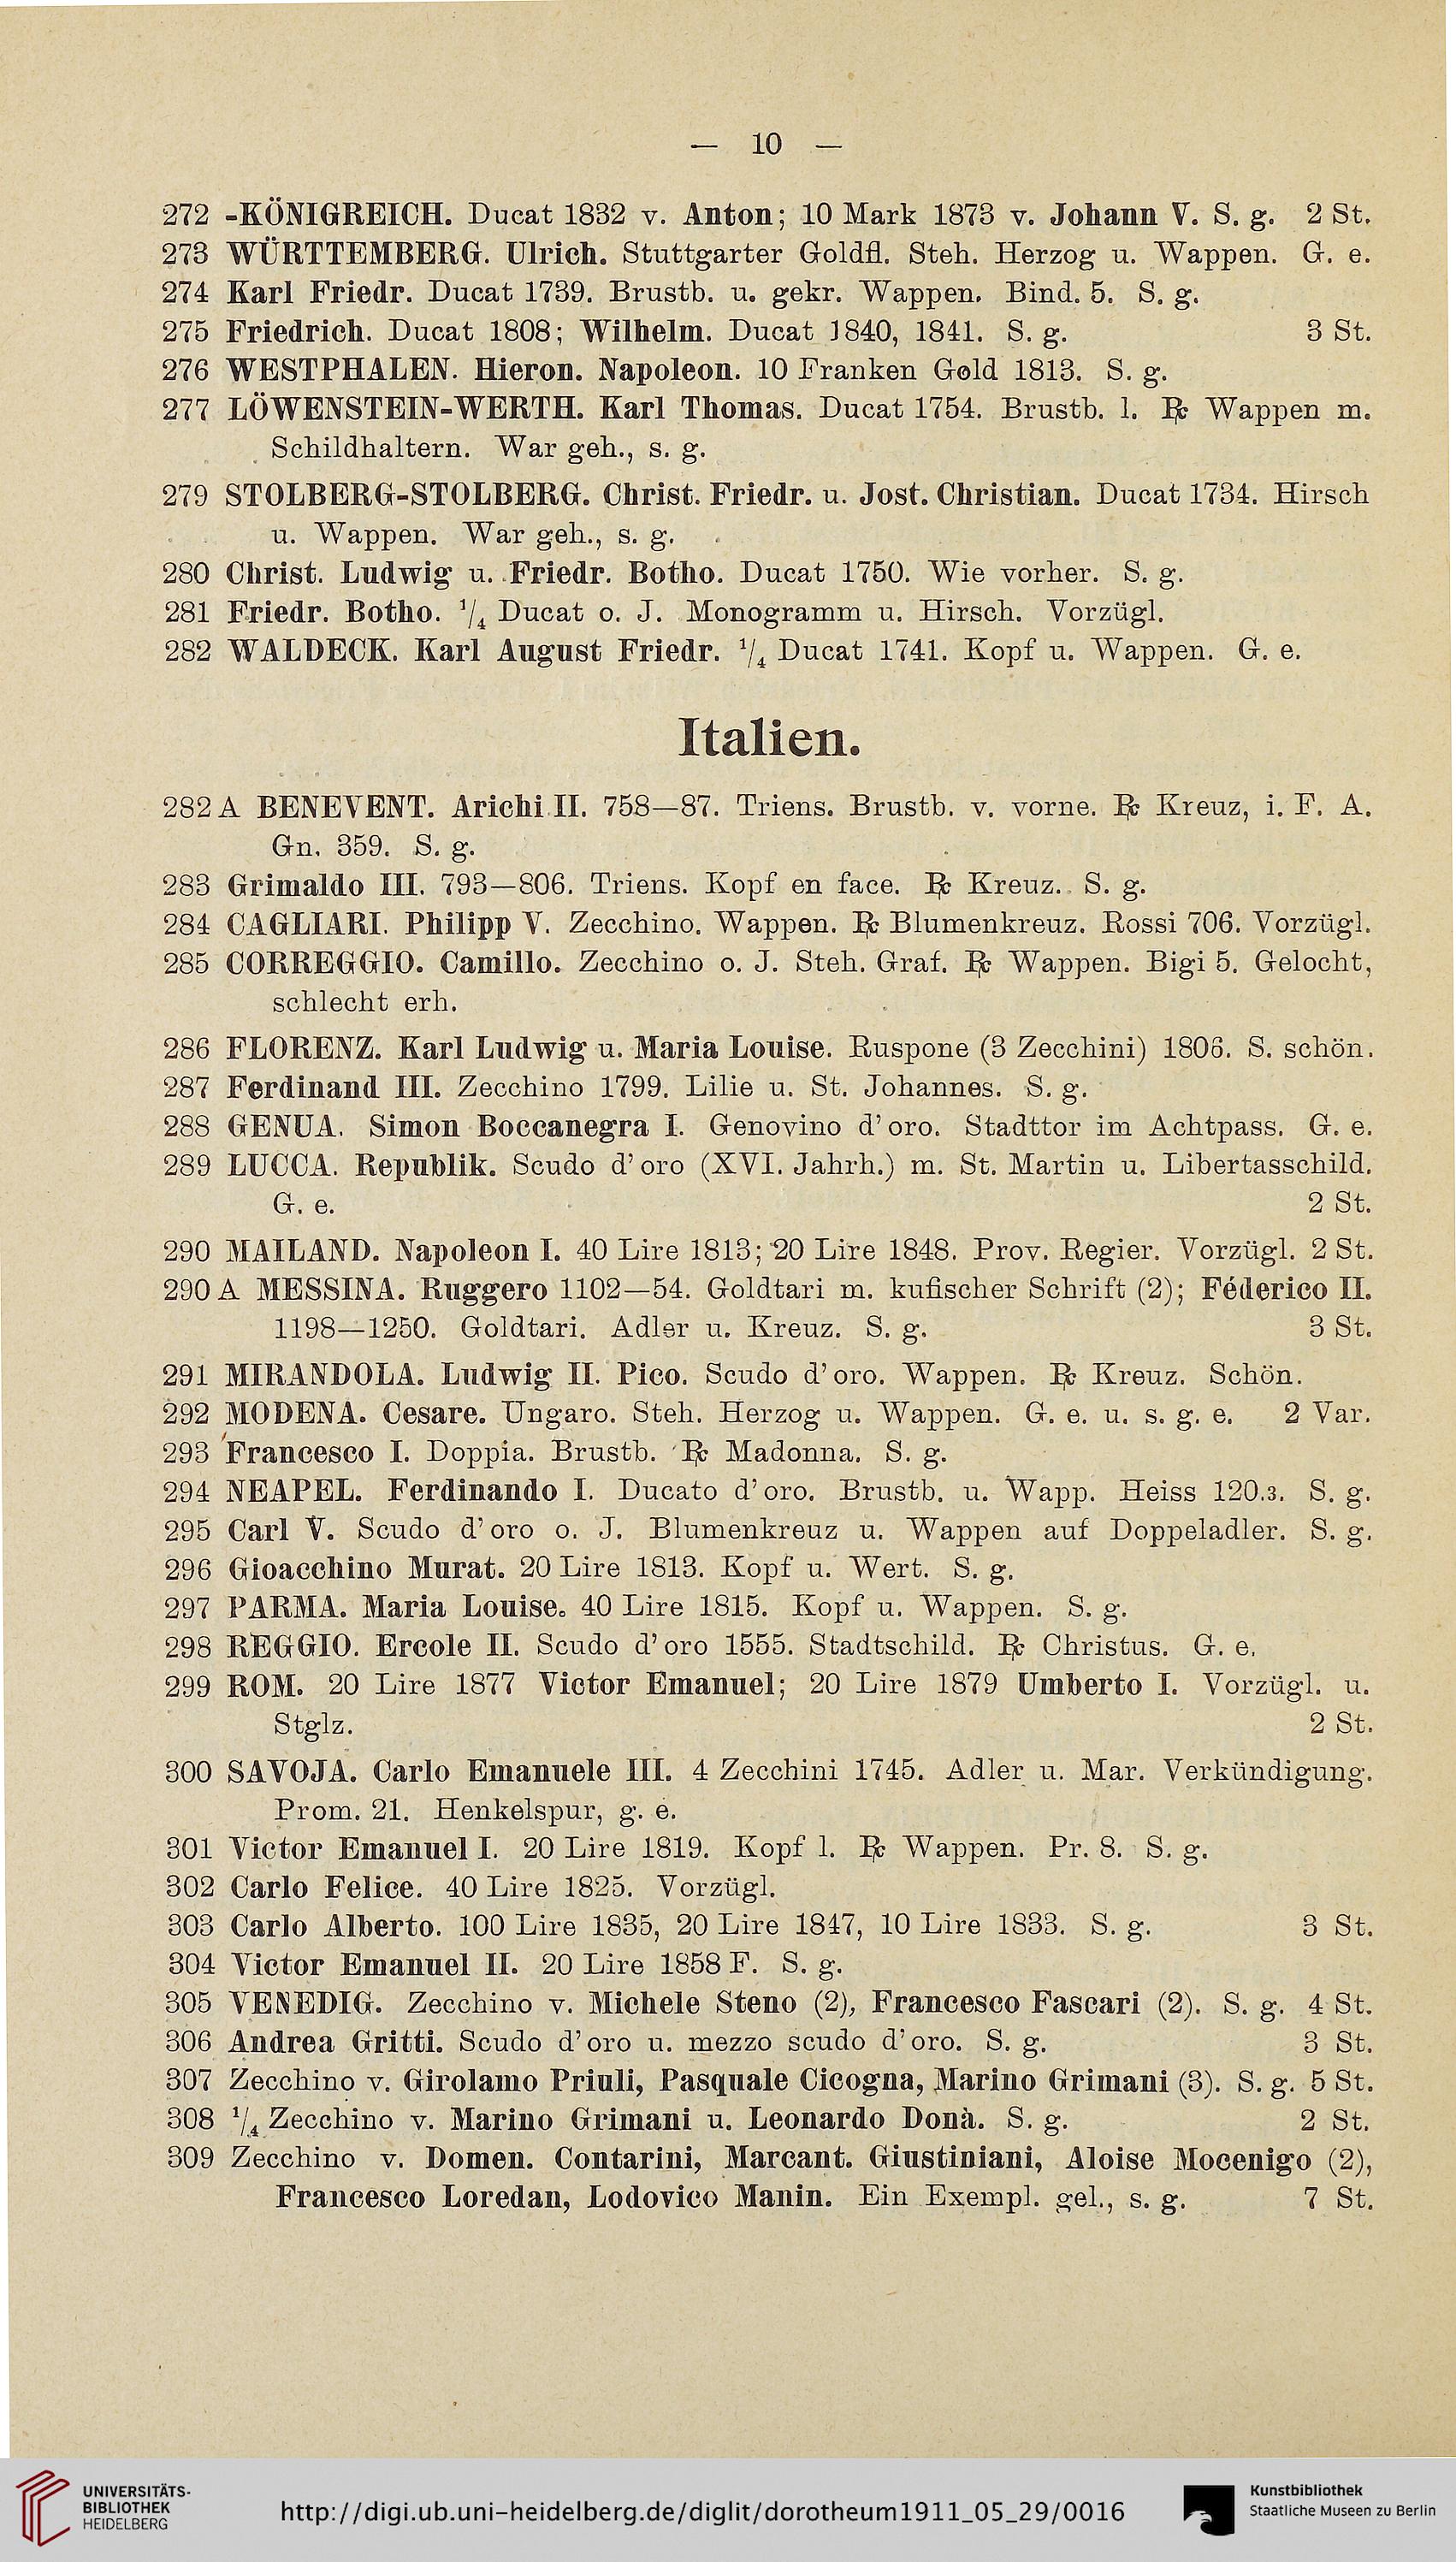 — 10 —
272 -KÖNIGREICH. Ducat 1832 v. Anton; 10 Mark 1873 v. Johann V. S. g. 2 St.
273 WÜRTTEMBERG. Ulrich. Stuttgarter Goldfl. Steh. Herzog u. Wappen. G. e.
274 Karl Friedr. Ducat 1739. Brustb. u. gekr. Wappen. Bind. 5. S. g.
275 Friedrich. Ducat 1808; Wilhelm. Ducat 1840, 1841. S. g. 3 St.
276 WESTPHALEN. Hieron. Napoleon. 10 Franken Gold 1813. S. g.
277 LÖWENSTEIN-WERTH. Karl Thomas. Ducat 1754. Brustb. l. ℞ Wappen m.
Schildhaltern. War geh., s. g.
279 STOLBERG-STOLBERG. Christ. Friedr. u. Jost. Christian. Ducat 1734. Hirsch
u. Wappen. War geh., s. g.
280 Christ. Ludwig u. Friedr. Botho. Ducat 1750. Wie vorher. S. g.
281 Friedr. Botho. 1/4 Ducat o. J. Monogramm u. Hirsch. Vorzügl.
282 WALDECK. Karl August Friedr. 1/4 Ducat 1741. Kopf u. Wappen. G. e.
Italien.
282 A BENEVENT. Arichi II. 758—87. Triens. Brustb. v. vorne. ℞ Kreuz, i. F. A.
Gn. 359. S. g.
283 Grimaldo III. 793—806. Triens. Kopf en face. ℞ Kreuz. S. g.
284 CAGLIARI. Philipp V. Zecchino. Wappen. ℞ Blumenkreuz. Rossi 706. Vorzügl.
285 CORREGGIO. Camillo. Zecchino o. J. Steh. Graf. ℞ Wappen. Bigi 5. Gelocht,
schlecht erh.
286 FLORENZ. Karl Ludwig u. Maria Louise. Ruspone (3 Zecchini) 1806. S. schön.
287 Ferdinand III. Zecchino 1799. Lilie u. St. Johannes. S. g.
288 GENUA. Simon Boccanegra I. Genovino d'oro. Stadttor im Achtpass. G. e.
289 LUCCA. Republik. Scudo d'oro (XVI. Jahrh.) m. St. Martin u. Libertasschild.
G. e. 2 St.
290 MAILAND. Napoleon I. 40 Lire 1813; 20 Lire 1848. Prov. Regier. Vorzügl. 2 St.
290 A MESSINA. Ruggero 1102—54. Goldtari m. kufischer Schrift (2); Féderico II.
1198—1250. Goldtari. Adler u. Kreuz. S. g. 3 St.
291 MIRANDOLA. Ludwig II. Pico. Scudo d'oro. Wappen. ℞ Kreuz. Schön.
292 MODENA. Cesare. Ungaro. Steh. Herzog u. Wappen. G. e. u. s. g. e. 2 Var.
293 Francesco I. Doppia. Brustb. ℞ Madonna. S. g.
294 NEAPEL. Ferdinando I. Ducato d'oro. Brustb. u. Wapp. Heiss 120.3. S. g.
295 Carl V. Scudo d'oro o. J. Blumenkreuz u. Wappen auf Doppeladler. S. g.
296 Gioacchino Murat. 20 Lire 1813. Kopf u. Wert. S. g.
297 PARMA. Maria Louise. 40 Lire 1815. Kopf u. Wappen. S. g.
298 REGGIO. Ercole II. Scudo d'oro 1555. Stadtschild. ℞ Christus. G. e.
299 ROM. 20 Lire 1877 Victor Emanuel; 20 Lire 1879 Umberto I. Vorzügl. u.
Stglz. 2 St.
300 SAVOJA. Carlo Emanuele III. 4 Zecchini 1745. Adler u. Mar. Verkündigung.
Prom. 21. Henkelspur, g. e.
301 Victor Emanuel I. 20 Lire 1819. Kopf l. ℞ Wappen. Pr. 8. S. g.
302 Carlo Felice. 40 Lire 1825. Vorzügl.
303 Carlo Alberto. 100 Lire 1835, 20 Lire 1847, 10 Lire 1833. S. g. 3 St.
304 Victor Emanuel II. 20 Lire 1858 F. S. g.
305 VENEDIG. Zecchino v. Michele Steno (2), Francesco Fascari (2). S. g. 4 St.
306 Andrea Gritti. Scudo d'oro u. mezzo scudo d'oro. S. g. 3 St.
307 Zecchino v. Girolamo Priuli, Pasquale Cicogna, Marino Grimani (3). S. g. 5 St.
308 1/4 Zecchino v. Marino Grimani u. Leonardo Donà. S. g. 2 St.
309 Zecchino v. Domen. Contarini, Marcant. Giustiniani, Aloise Mocenigo (2),
Francesco Loredan, Lodovico Manin. Ein Exempl. gel., s. g. 7 St.
UNIVERSITÄTS-
BIBLIOTHEK
HEIDELBERG
http://digi.ub.uni-heidelberg.de/diglit/dorotheum1911_05_29/0016
Kunstbibliothek
Staatliche Museen zu Berlin